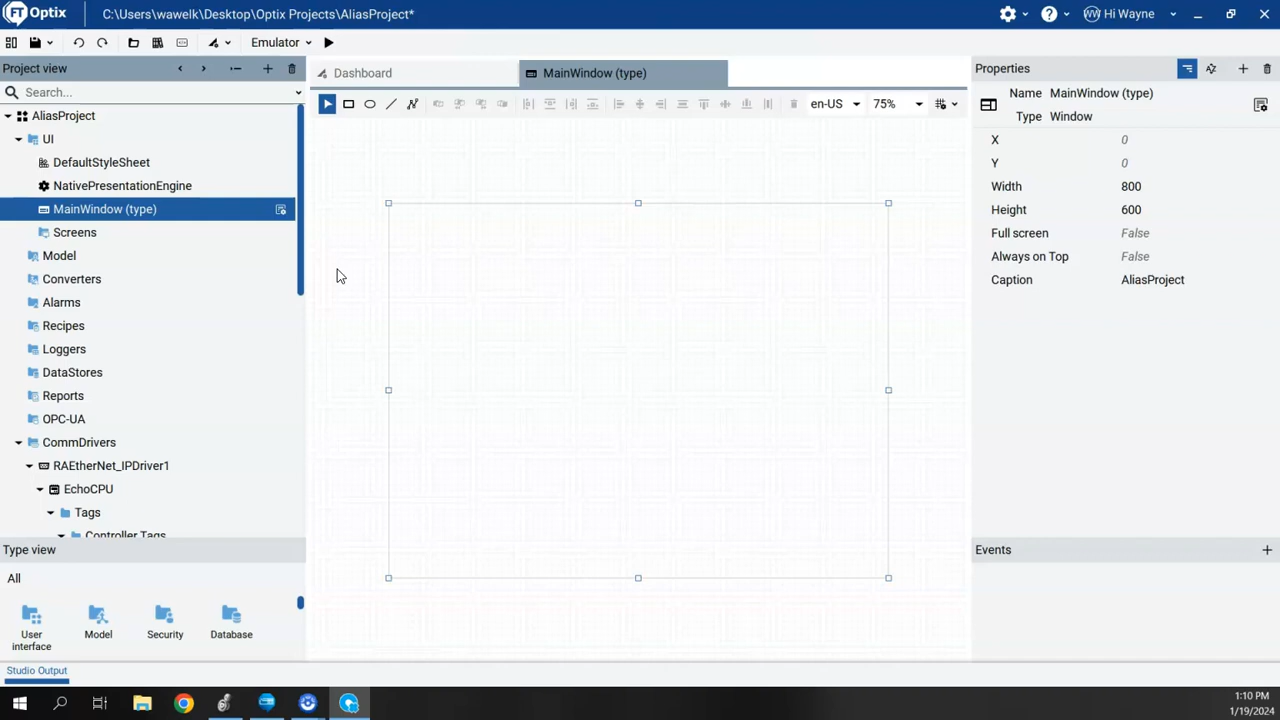 FT Optix C:\Users\wawelk\Desktop\Optix Projects\AliasProject* WW Hi Wayne
Emulator
Project view
Search...
AliasProject
UI
DefaultStyleSheet
NativePresentationEngine
MainWindow (type)
Screens
Model
Converters
Alarms
Recipes
Loggers
DataStores
Reports
OPC-UA
CommDrivers
RAEtherNet_IPDriver1
EchoCPU
Tags
Controller Tags
Type view
All
User interface
Model
Security
Database
Studio Output
Dashboard
MainWindow (type)
en-US 75%
Properties
Name MainWindow (type)
Type Window
X 0
Y 0
Width 800
Height 600
Full screen False
Always on Top False
Caption AliasProject
Events
1:10 PM
1/19/2024